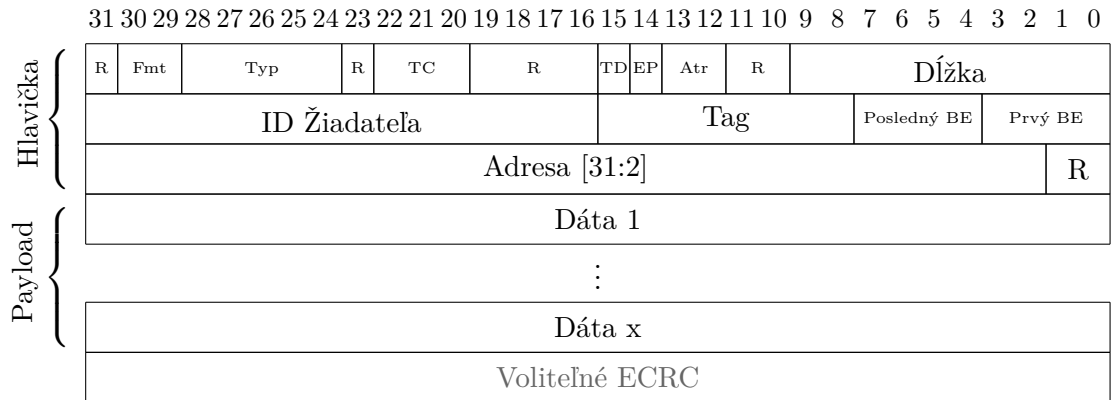 31 30 29 28 27 26 25 24 23 22 21 20 19 18 17 16 15 14 13 12 11 10 9 8 7 6 5 4 3 2 1 0
Hlavička
R Fmt Typ R TC R TD EP Atr R Dĺžka
ID Žiadateľa Tag Posledný BE Prvý BE
Adresa [31:2] R
Payload
Dáta 1
⋮
Dáta x
Voliteľné ECRC